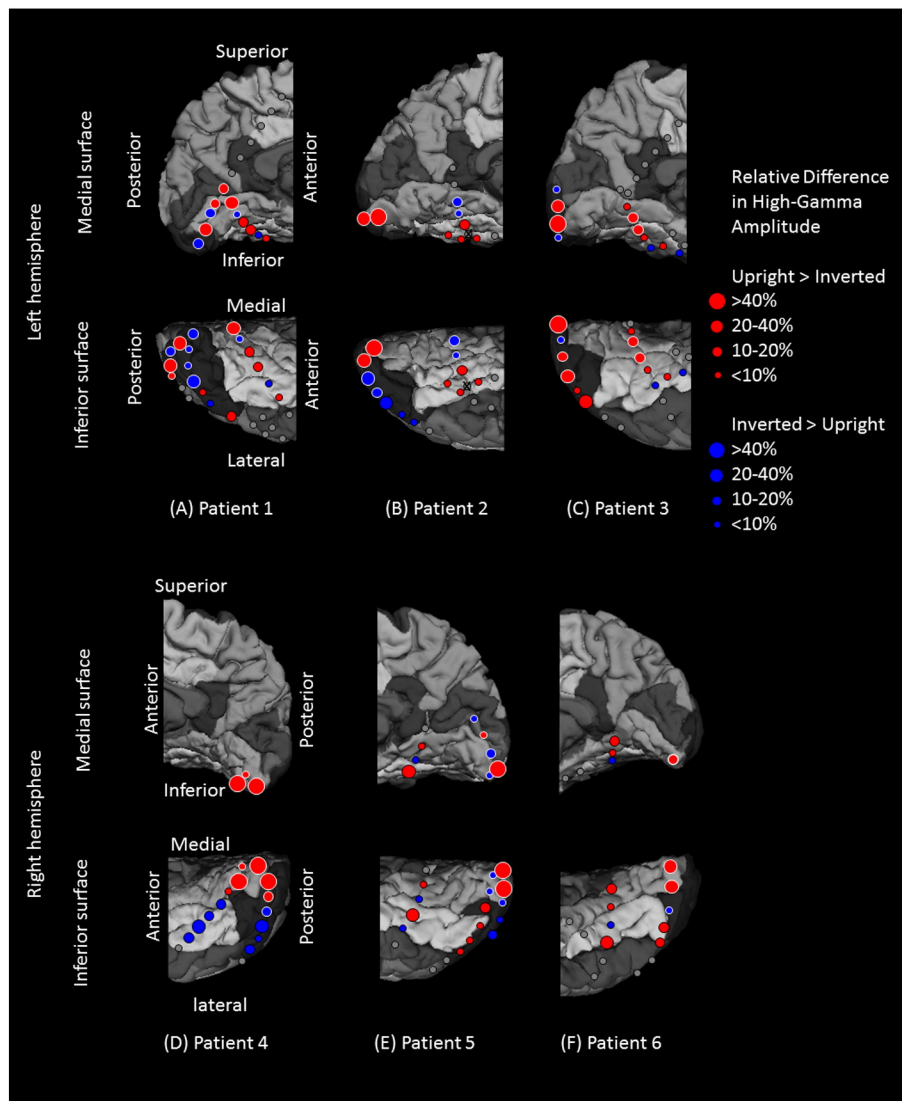 Superior
Left hemisphere
Medial surface
Posterior
Anterior
Inferior
Relative Difference
in High-Gamma
Amplitude
Upright > Inverted
>40%
20-40%
10-20%
<10%
Inferior surface
Posterior
Medial
Anterior
Lateral
Inverted > Upright
>40%
20-40%
10-20%
<10%
(A) Patient 1
(B) Patient 2
(C) Patient 3
Right hemisphere
Superior
Medial surface
Anterior
Posterior
Inferior
Medial
Inferior surface
Anterior
Posterior
lateral
(D) Patient 4
(E) Patient 5
(F) Patient 6